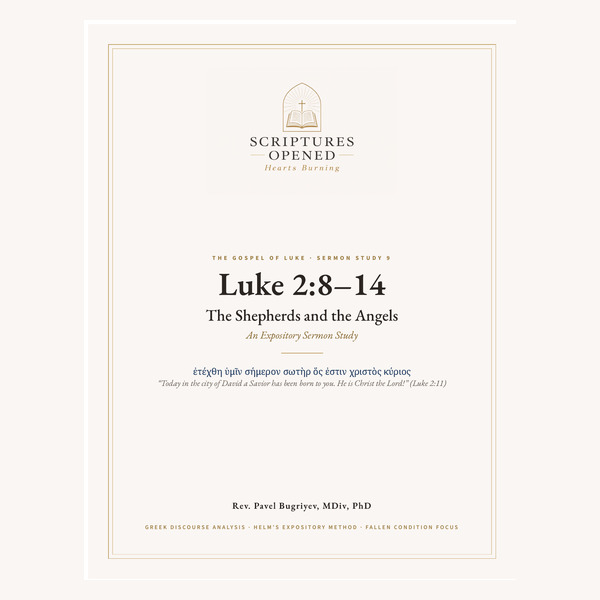 SCRIPTURES
OPENED
Hearts Burning
THE GOSPEL OF LUKE · SERMON STUDY 9
Luke 2:8–14
The Shepherds and the Angels
An Expository Sermon Study
ἐτέχθη ὑμῖν σήμερον σωτὴρ ὅς ἐστιν χριστὸς κύριος
“Today in the city of David a Savior has been born to you. He is Christ the Lord!” (Luke 2:11)
Rev. Pavel Bugriyev, MDiv, PhD
GREEK DISCOURSE ANALYSIS · HELM'S EXPOSITORY METHOD · FALLEN CONDITION FOCUS